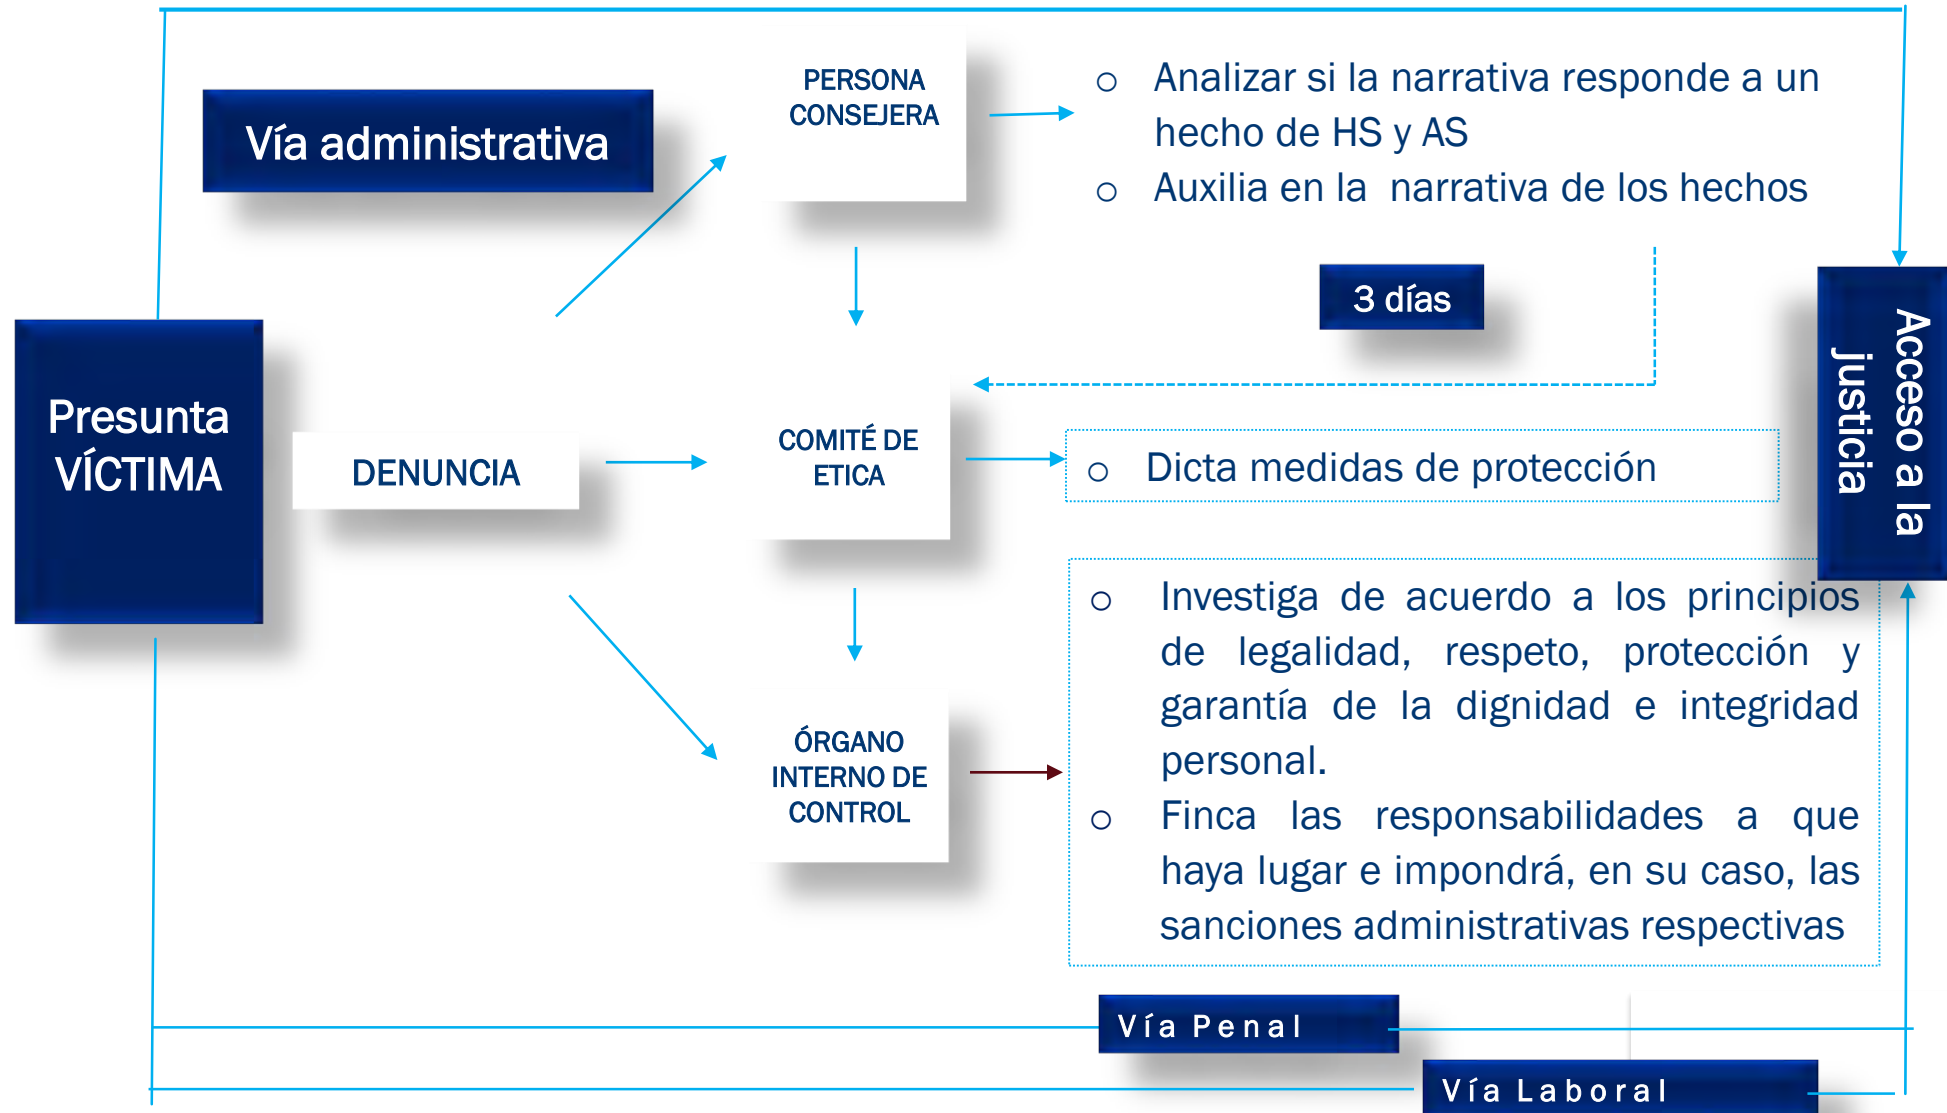 Vía administrativa
PERSONA
CONSEJERA
o Analizar si la narrativa responde a un
hecho de HS y AS
o Auxilia en la narrativa de los hechos
3 días
Acceso a la
justicia
Presunta
VÍCTIMA
DENUNCIA
COMITÉ DE
ETICA
o Dicta medidas de protección
ÓRGANO
INTERNO DE
CONTROL
o Investiga de acuerdo a los principios
de legalidad, respeto, protección y
garantía de la dignidad e integridad
personal.
o Finca las responsabilidades a que
haya lugar e impondrá, en su caso, las
sanciones administrativas respectivas
Vía Penal
Vía Laboral